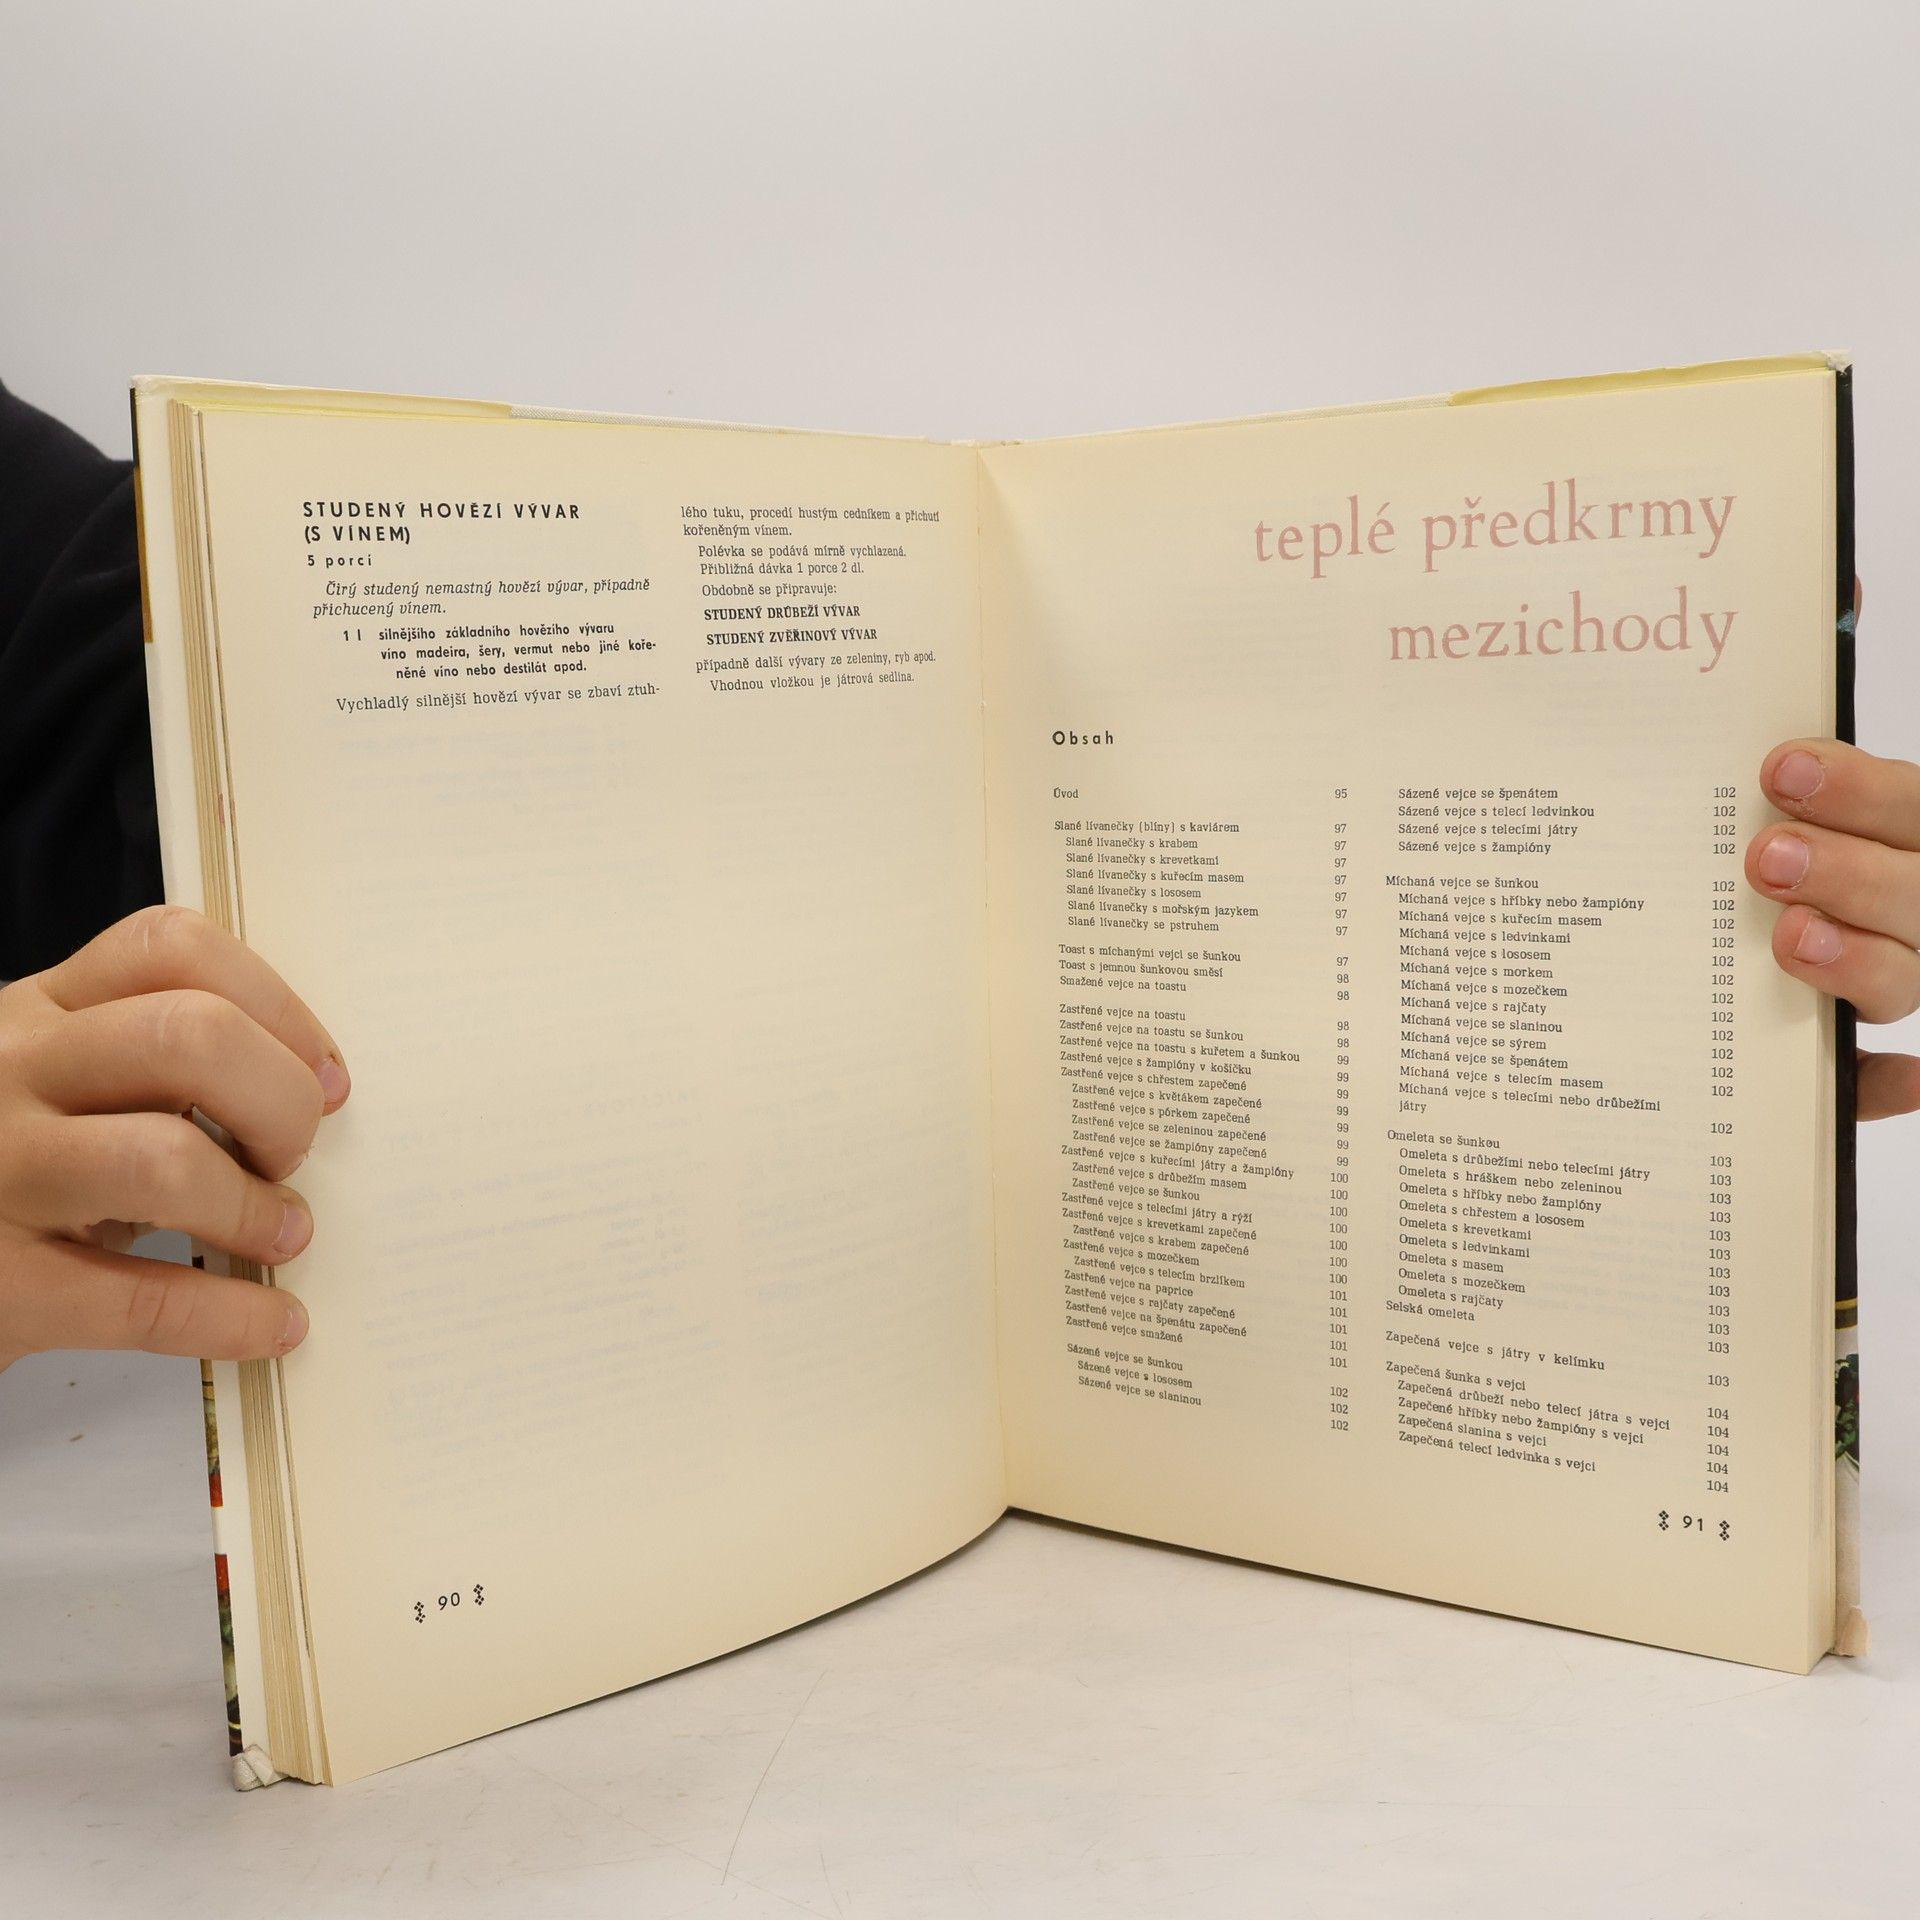 STUDENÝ HOVĚZÍ VÝVAR
(S VÍNEM)
5 porcí
Čirý studený nemastný hovězí vývar, případně
přichucený vínem.
1 l silnějšího základního hovězího vývaru
víno madeira, šery, vermut nebo jiné koře-
něné víno nebo destilát apod.
Vychladlý silnější hovězí vývar se zbaví ztuh-
lého tuku, procedí hustým cedníkem a přichutí
kořeněným vínem.
Polévka se podává mírně vychlazená.
Přibližná dávka 1 porce 2 dl.
Obdobně se připravuje:
STUDENÝ DRŮBEŽÍ VÝVAR
STUDENÝ ZVĚŘINOVÝ VÝVAR
případně další vývary ze zeleniny, ryb apod.
Vhodnou vložkou je játrová sedlina.
90
teplé předkrmy
mezichody
Obsah
Úvod 95
Slané lívanečky (blíny) s kaviárem 97
Slané lívanečky s krabem 97
Slané lívanečky s krevetkami 97
Slané lívanečky s kuřecím masem 97
Slané lívanečky s lososem 97
Slané lívanečky s mořským jazykem 97
Slané lívanečky se pstruhem 97
Toast s míchanými vejci se šunkou 97
Toast s jemnou šunkovou směsí 98
Smažené vejce na toastu 98
Zastřené vejce na toastu 98
Zastřené vejce na toastu se šunkou 98
Zastřené vejce na toastu s kuřetem a šunkou 99
Zastřené vejce s žampióny v košíčku 99
Zastřené vejce s chřestem zapečené 99
Zastřené vejce s květákem zapečené 99
Zastřené vejce s pórkem zapečené 99
Zastřené vejce se zeleninou zapečené 99
Zastřené vejce se žampióny zapečené 99
Zastřené vejce s kuřecími játry a žampióny 100
Zastřené vejce s drůbežím masem 100
Zastřené vejce se šunkou 100
Zastřené vejce s telecími játry a rýží 100
Zastřené vejce s krevetkami zapečené 100
Zastřené vejce s krabem zapečené 100
Zastřené vejce s mozečkem 100
Zastřené vejce s telecím brzlíkem 101
Zastřené vejce na paprice 101
Zastřené vejce s rajčaty zapečené 101
Zastřené vejce na špenátu zapečené 101
Zastřené vejce smažené 101
Sázené vejce se šunkou 102
Sázené vejce s lososem 102
Sázené vejce se slaninou 102
Sázené vejce se špenátem 102
Sázené vejce s telecí ledvinkou 102
Sázené vejce s telecími játry 102
Sázené vejce s žampióny 102
Míchaná vejce se šunkou 102
Míchaná vejce s hříbky nebo žampióny 102
Míchaná vejce s kuřecím masem 102
Míchaná vejce s ledvinkami 102
Míchaná vejce s lososem 102
Míchaná vejce s morkem 102
Míchaná vejce s mozečkem 102
Míchaná vejce s rajčaty 102
Míchaná vejce se slaninou 102
Míchaná vejce se sýrem 102
Míchaná vejce se špenátem 102
Míchaná vejce s telecím masem 102
Míchaná vejce s telecími nebo drůbežími
játry 102
Omeleta se šunkou 103
Omeleta s drůbežími nebo telecími játry 103
Omeleta s hráškem nebo zeleninou 103
Omeleta s hříbky nebo žampióny 103
Omeleta s chřestem a lososem 103
Omeleta s krevetkami 103
Omeleta s ledvinkami 103
Omeleta s masem 103
Omeleta s mozečkem 103
Omeleta s rajčaty 103
Selská omeleta 103
Zapečená vejce s játry v kelímku 103
Zapečená šunka s vejci 104
Zapečená drůbeží nebo telecí játra s vejci 104
Zapečené hříbky nebo žampióny s vejci 104
Zapečená slanina s vejci 104
Zapečená telecí ledvinka s vejci 104
91